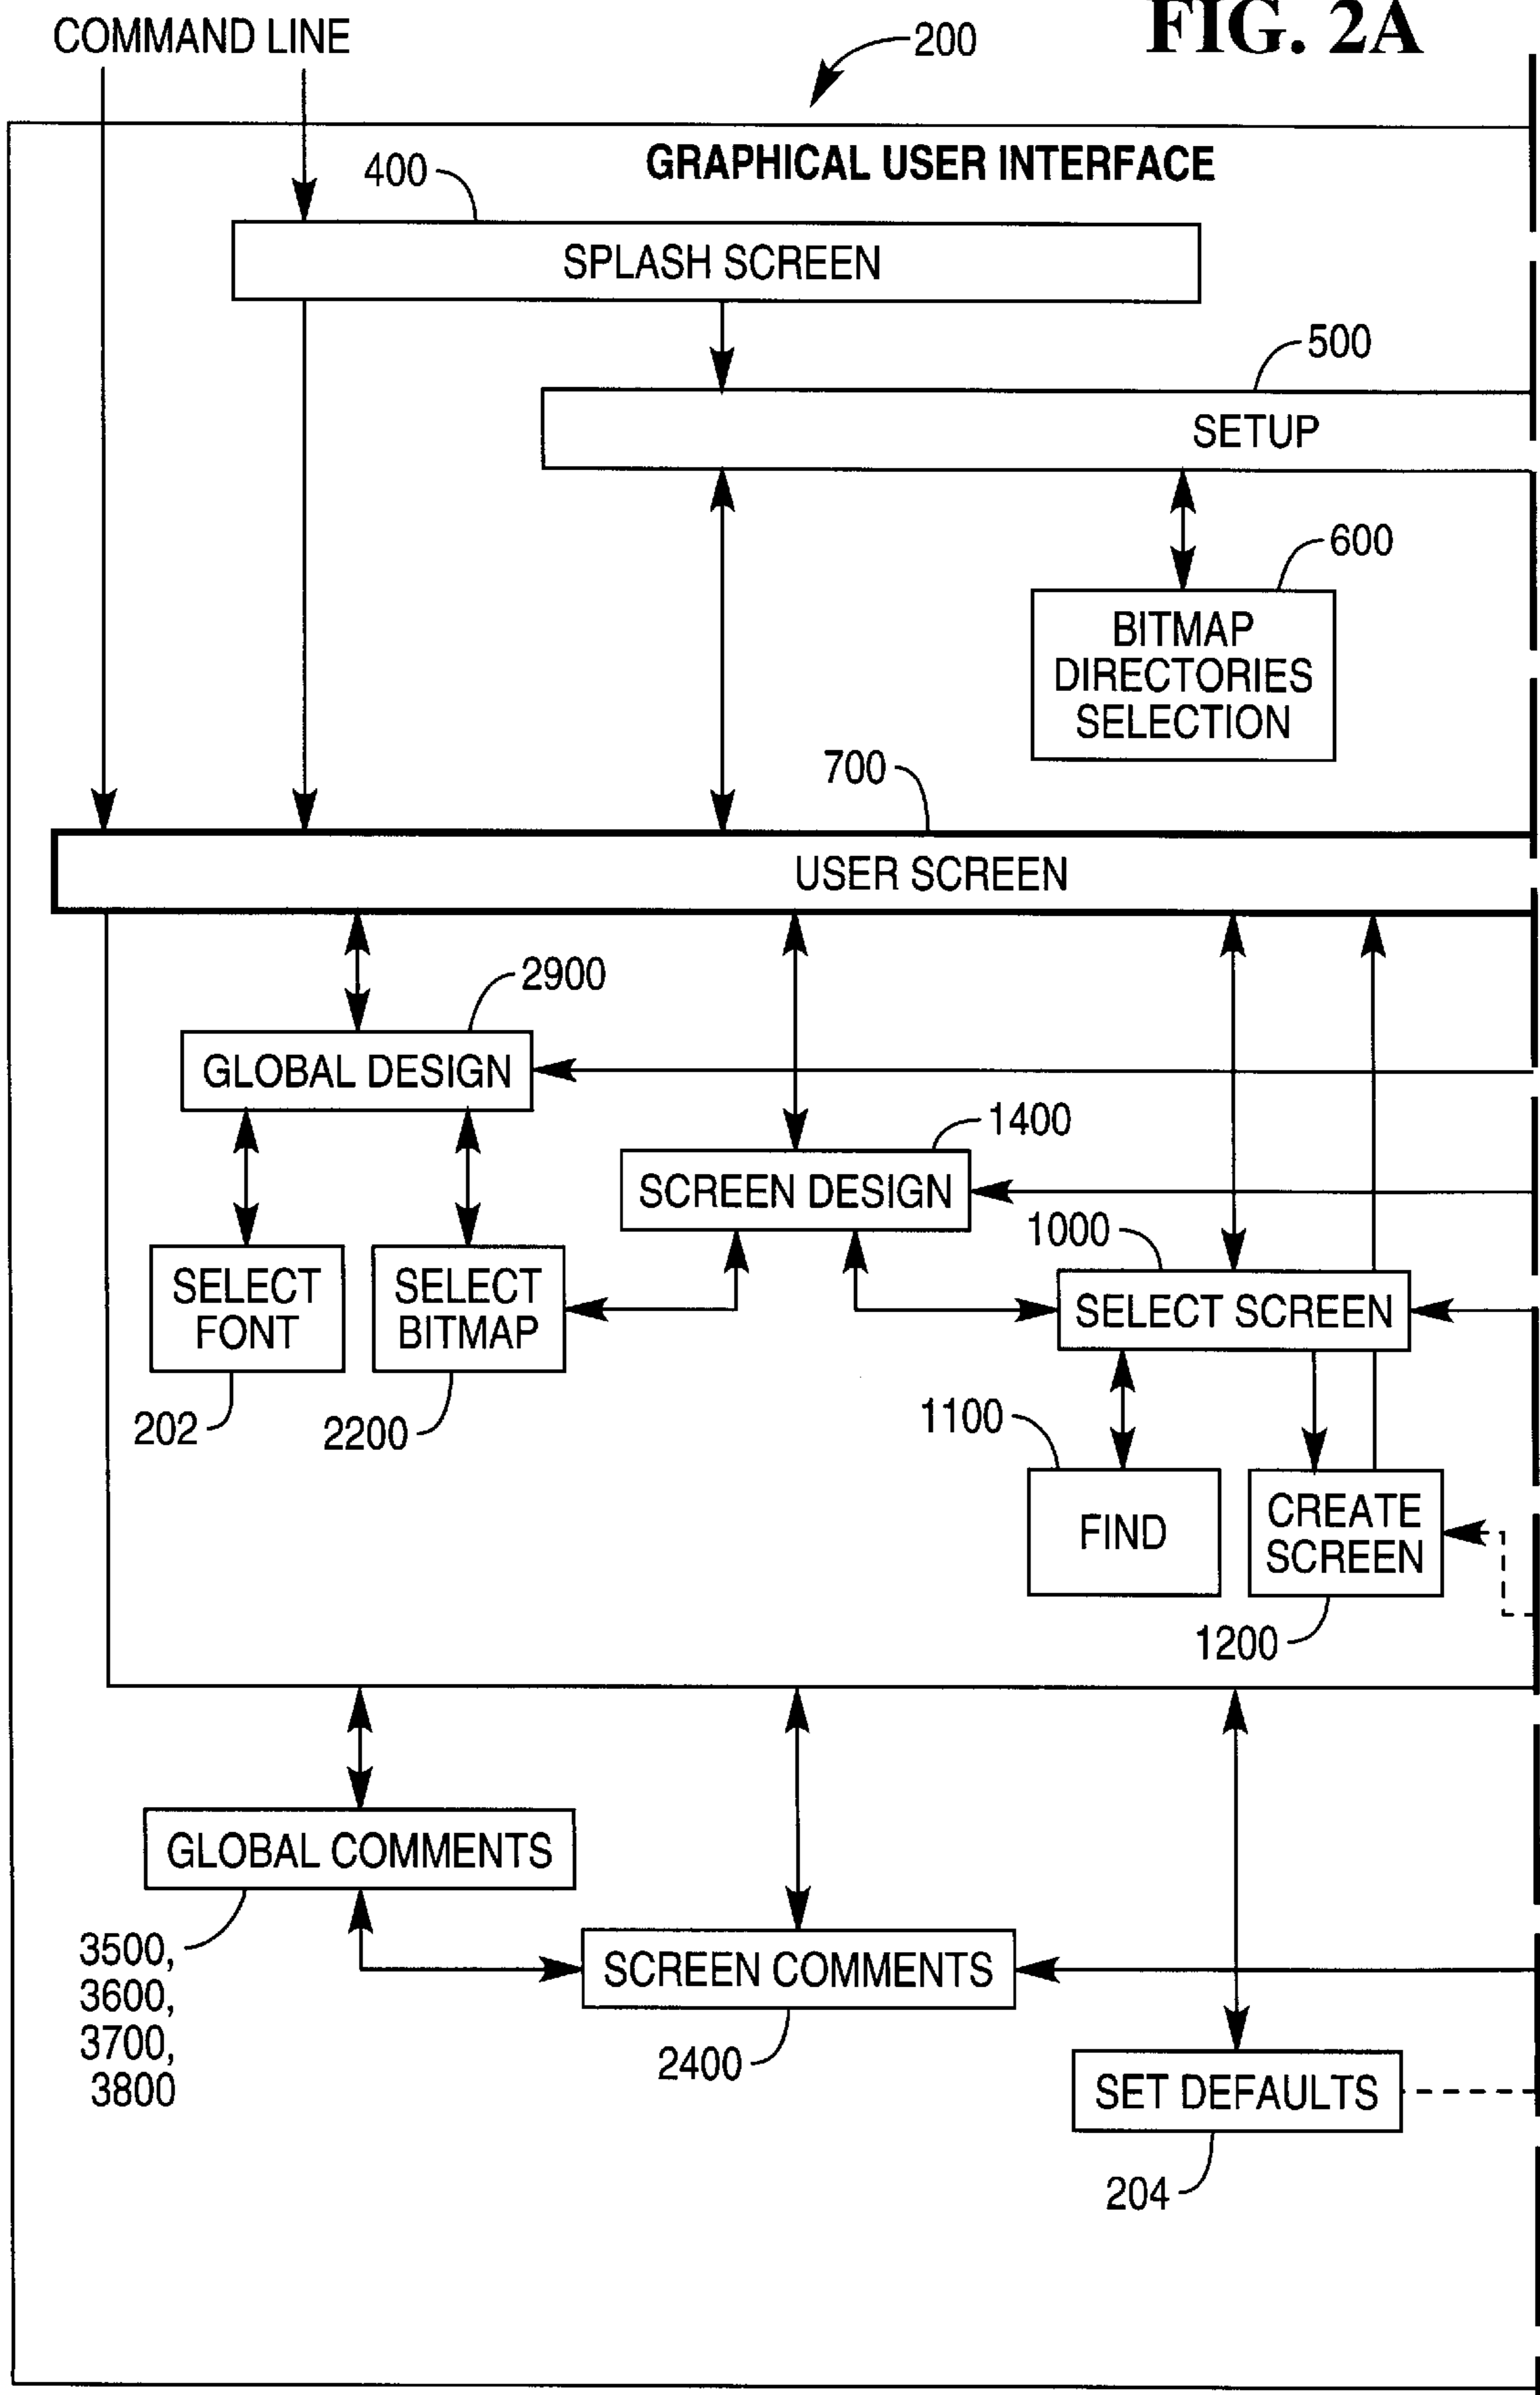 FIG. 2A
COMMAND LINE
200
GRAPHICAL USER INTERFACE
400
SPLASH SCREEN
500
SETUP
600
BITMAP
DIRECTORIES
SELECTION
700
USER SCREEN
2900
GLOBAL DESIGN
1400
SCREEN DESIGN
1000
SELECT SCREEN
SELECT
FONT
SELECT
BITMAP
202
2200
1100
FIND
CREATE
SCREEN
1200
GLOBAL COMMENTS
3500,
3600,
3700,
3800
SCREEN COMMENTS
2400
SET DEFAULTS
204